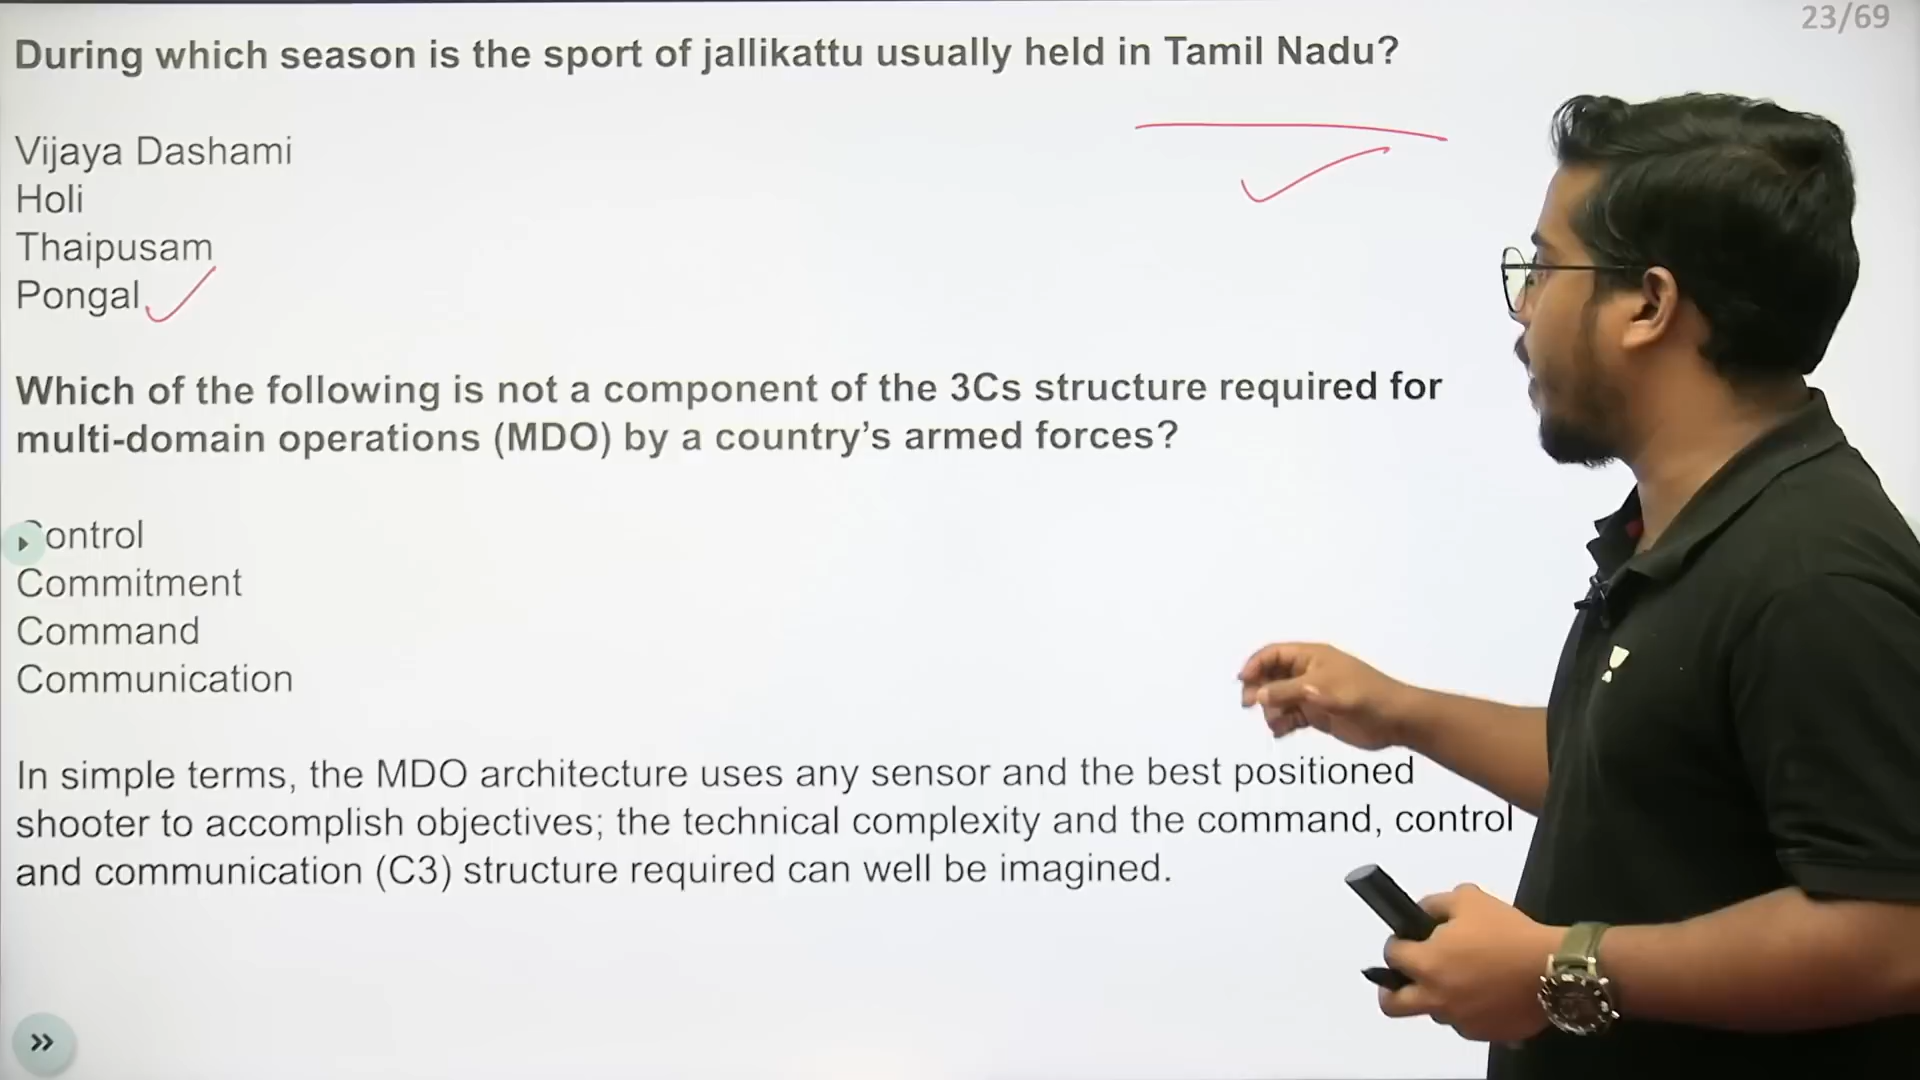 23/69
During which season is the sport of jallikattu usually held in Tamil Nadu?
Vijaya Dashami
Holi
Thaipusam
Pongal
Which of the following is not a component of the 3Cs structure required for
multi-domain operations (MDO) by a country’s armed forces?
Control
Commitment
Command
Communication
In simple terms, the MDO architecture uses any sensor and the best positioned
shooter to accomplish objectives; the technical complexity and the command, control
and communication (C3) structure required can well be imagined.